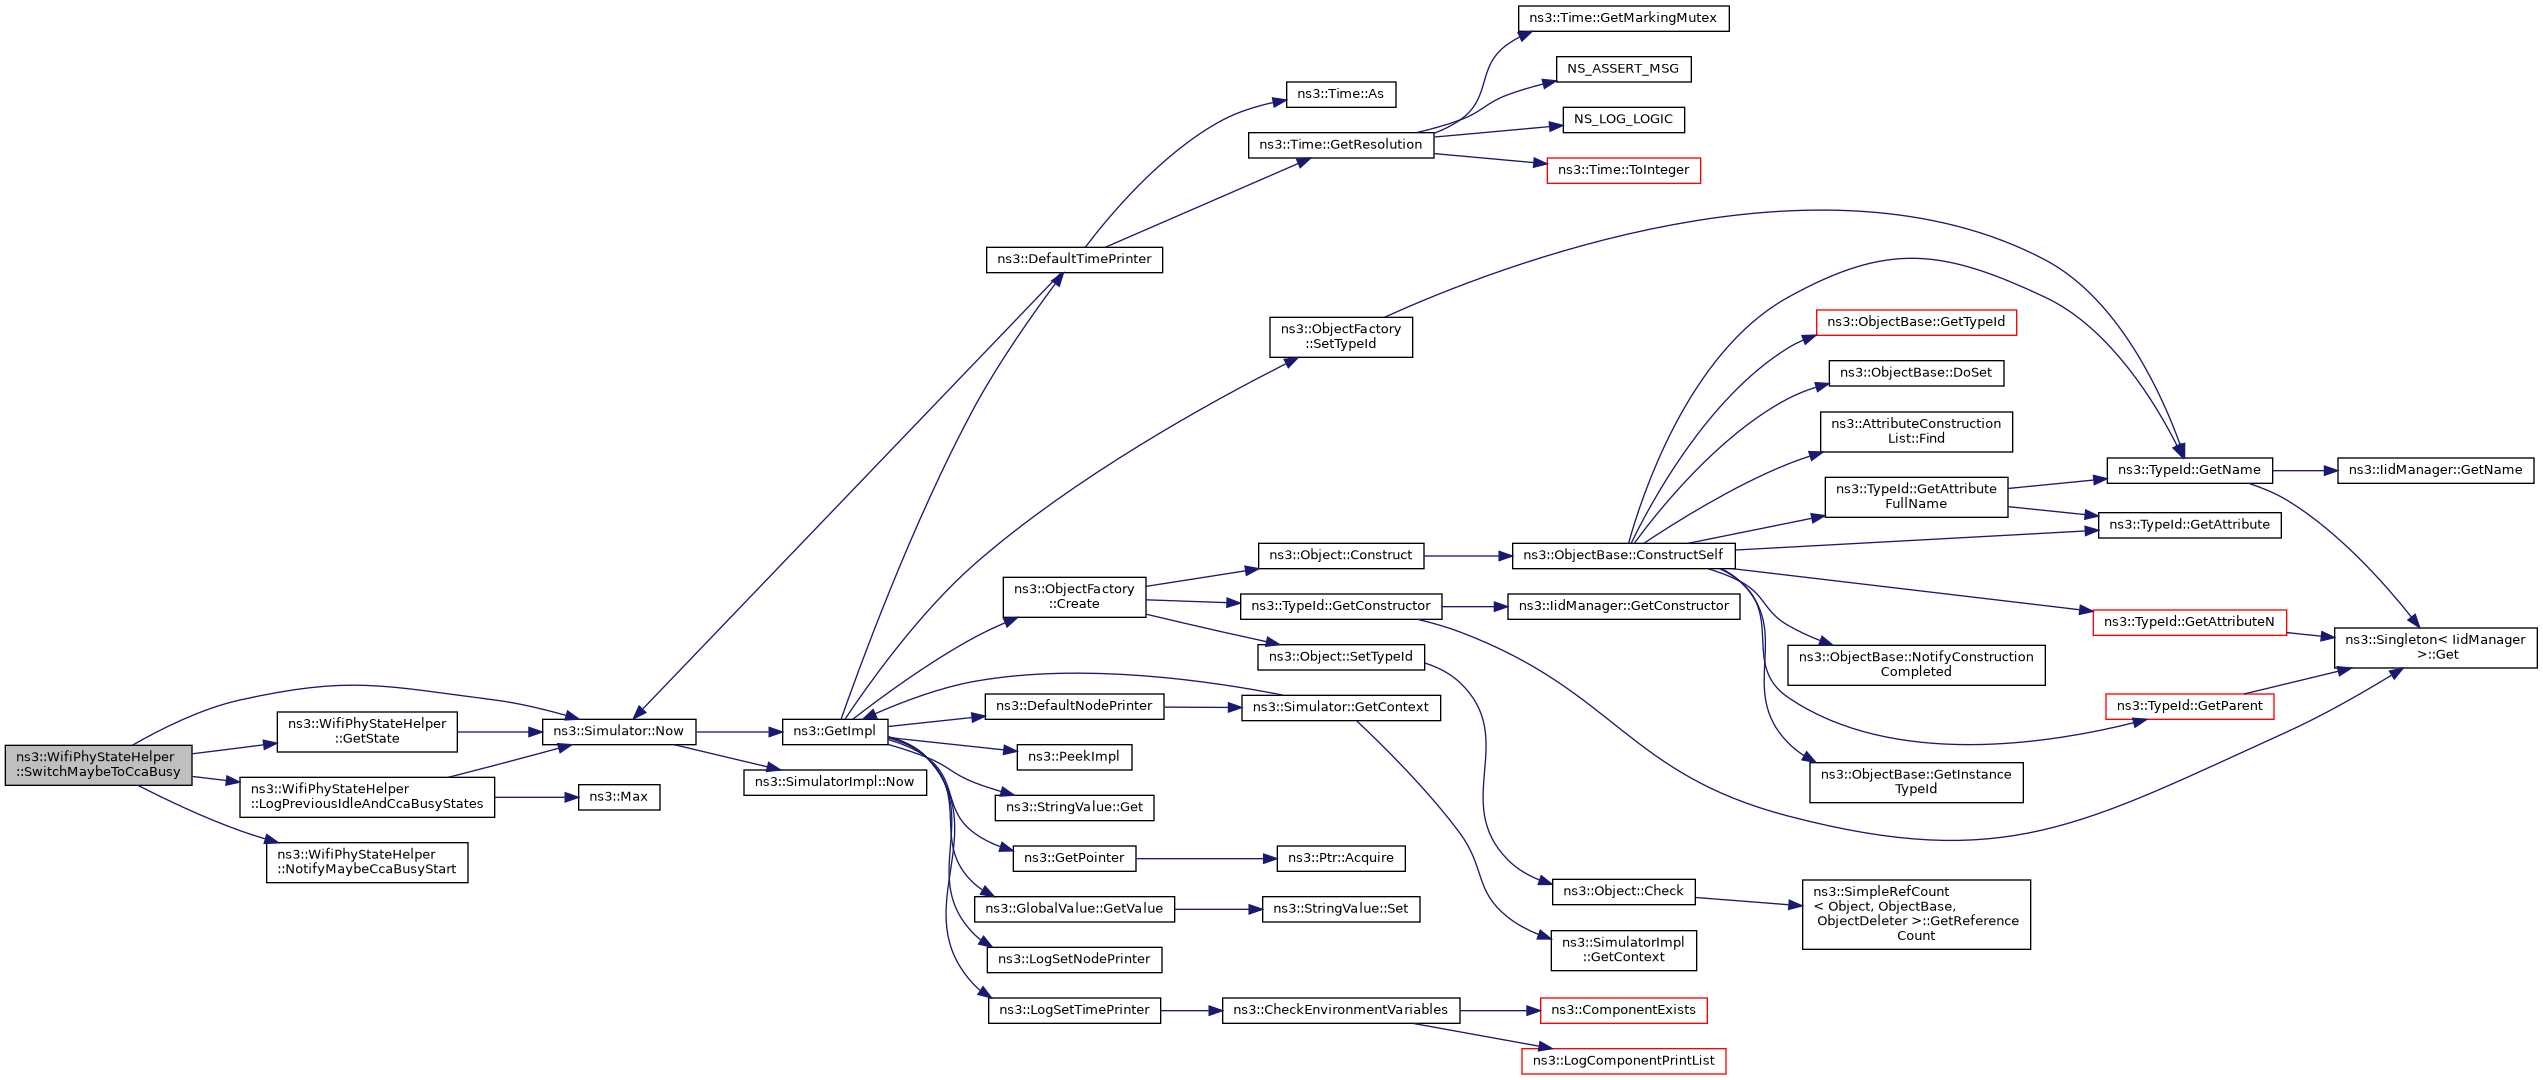 ns3::WifiPhyStateHelper
::SwitchMaybeToCcaBusy
ns3::WifiPhyStateHelper
::GetState
ns3::WifiPhyStateHelper
::LogPreviousIdleAndCcaBusyStates
ns3::WifiPhyStateHelper
::NotifyMaybeCcaBusyStart
ns3::Simulator::Now
ns3::Max
ns3::GetImpl
ns3::SimulatorImpl::Now
ns3::DefaultTimePrinter
ns3::ObjectFactory
::Create
ns3::DefaultNodePrinter
ns3::PeekImpl
ns3::StringValue::Get
ns3::GetPointer
ns3::GlobalValue::GetValue
ns3::LogSetNodePrinter
ns3::LogSetTimePrinter
ns3::Time::As
ns3::Time::GetResolution
ns3::ObjectFactory
::SetTypeId
ns3::Object::Construct
ns3::TypeId::GetConstructor
ns3::Object::SetTypeId
ns3::Simulator::GetContext
ns3::Ptr::Acquire
ns3::StringValue::Set
ns3::CheckEnvironmentVariables
ns3::Time::GetMarkingMutex
NS_ASSERT_MSG
NS_LOG_LOGIC
ns3::Time::ToInteger
ns3::ObjectBase::ConstructSelf
ns3::IidManager::GetConstructor
ns3::Object::Check
ns3::SimulatorImpl
::GetContext
ns3::ComponentExists
ns3::LogComponentPrintList
ns3::ObjectBase::GetTypeId
ns3::ObjectBase::DoSet
ns3::AttributeConstruction
List::Find
ns3::TypeId::GetAttribute
FullName
ns3::ObjectBase::NotifyConstruction
Completed
ns3::ObjectBase::GetInstance
TypeId
ns3::SimpleRefCount
< Object, ObjectBase,
ObjectDeleter >::GetReference
Count
ns3::TypeId::GetName
ns3::TypeId::GetAttribute
ns3::TypeId::GetAttributeN
ns3::TypeId::GetParent
ns3::IidManager::GetName
ns3::Singleton< IidManager
>::Get